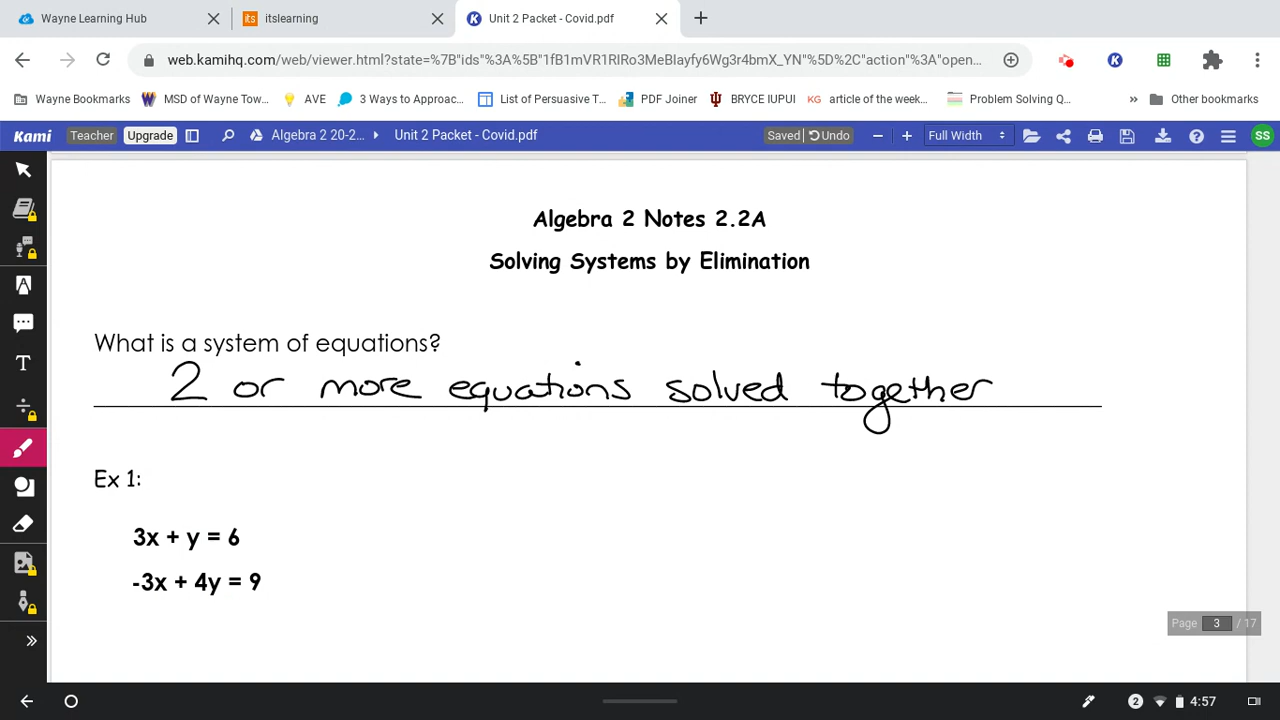 Wayne Learning Hub
its itslearning
K Unit 2 Packet - Covid.pdf
web.kamihq.com/web/viewer.html?state=%7B"ids"%3A%5B"1fB1mVR1RIRo3MeBIayfy6Wg3r4bmX_YN"%5D%2C"action"%3A"open...
Wayne Bookmarks MSD of Wayne Tow... AVE 3 Ways to Approac... List of Persuasive T... PDF Joiner BRYCE IUPUI KG article of the week... Problem Solving Q... » Other bookmarks
Kami Teacher Upgrade Algebra 2 20-2... Unit 2 Packet - Covid.pdf Saved Undo Full Width SS
Algebra 2 Notes 2.2A
Solving Systems by Elimination
What is a system of equations?
2 or more equations solved together
Ex 1:
3x + y = 6
-3x + 4y = 9
Page 3 / 17
2 4:57